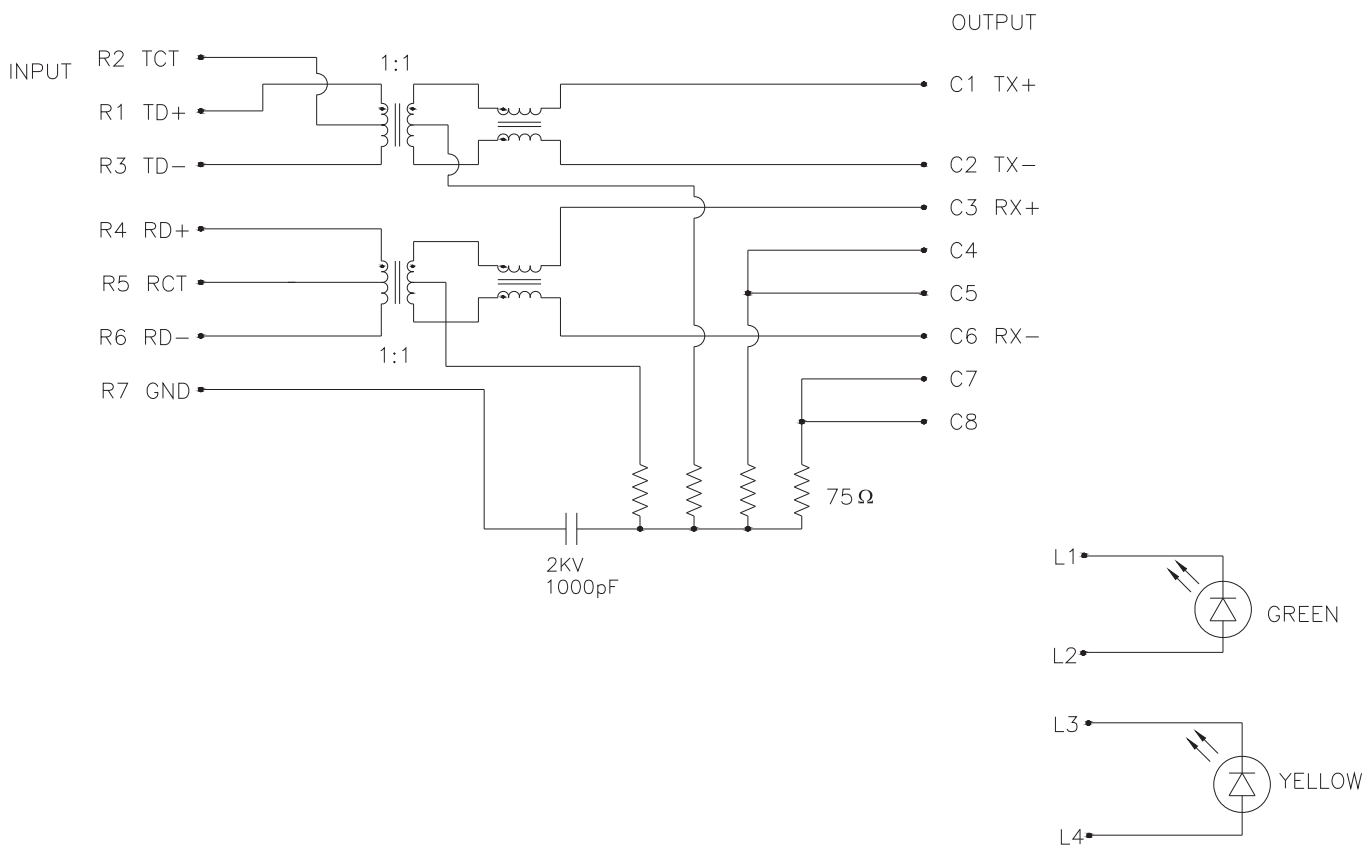 OUTPUT
INPUT
R2 TCT
1:1
C1 TX+
R1 TD+
R3 TD-
C2 TX-
C3 RX+
R4 RD+
C4
R5 RCT
C5
R6 RD-
C6 RX-
1:1
C7
R7 GND
C8
75Ω
2KV
1000pF
L1
GREEN
L2
L3
YELLOW
L4